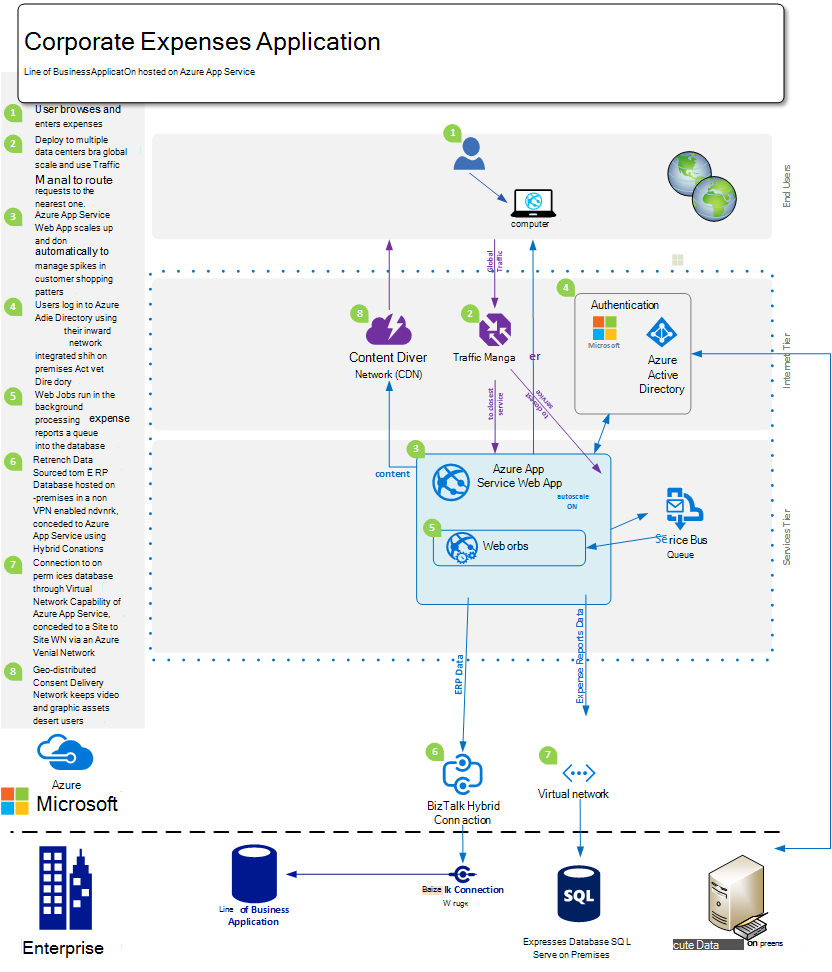 Corporate Expenses Application
Line of BusinessApplicatOn hosted on Azure App Service
1
User browses and
enters expenses
2
Deploy to multiple
data centers bra global
scale and use Traffic
Manal to route
requests to the
nearest one.
3
Azure App Service
Web App scales up
and don
automatically to
manage spikes in
customer shopping
patters
4
Users log in to Azure
Adie Directory using
their inward
network
integrated shih on
premises Act vet
Dire dory
5
Web Jobs run in the
background
processing expense
reports a queue
into the database
6
Retrench Data
Sourced tom E RP
Database hosted on
-premises in a non
VPN enabled ndvnrk,
conceded to Azure
App Service using
Hybrid Conations
7
Connection to on
perm ices database
through Virtual
Network Capability of
Azure App Service,
conceded to a Site to
Site WN via an Azure
Venial Network
8
Geo-distributed
Consent Delivery
Network keeps video
and graphic assets
desert users
Azure
Microsoft
Enterprise
1
computer
End Users
Global
Traffic
8
Content Diver
Network (CDN)
2
Traffic Manga
er
4
Authentication
Microsoft
Azure
Active
Directory
Internet Tier
to closest
service
to closest
service
content
3
Azure App
Service Web App
autoscale
ON
5
Web orbs
Serice Bus
Queue
Services Tier
ERP Data
Expense Reports Data
6
BizTalk Hybrid
Conn action
7
Virtual network
Line of Business
Application
Baize lk Connection
W rugx
SQL
Expresses Database SQ L
Serve on Premises
cute Data on preens